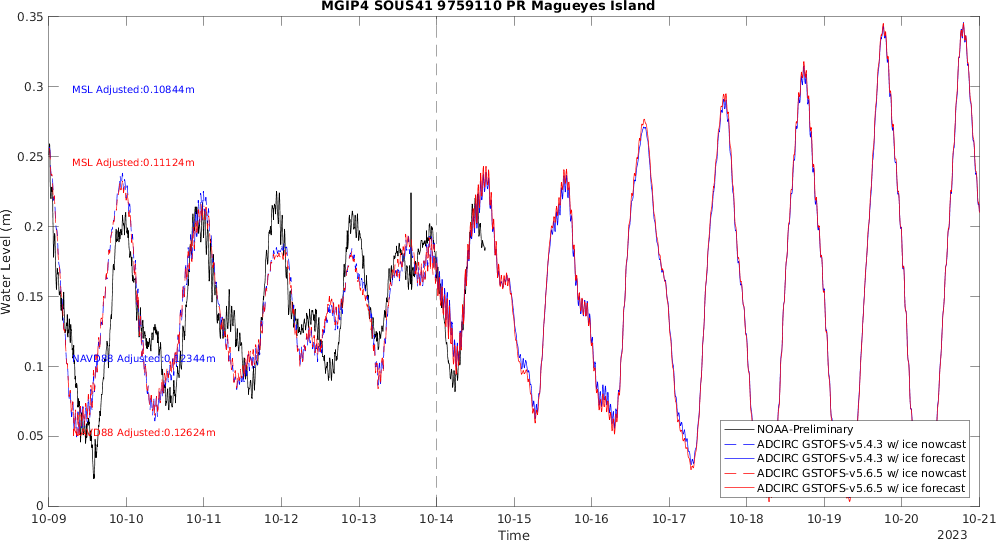 MGIP4 SOUS41 9759110 PR Magueyes Island
0.35
0.3
0.25
0.2
0.15
0.1
0.05
0
Water Level (m)
MSL Adjusted:0.10844m
MSL Adjusted:0.11124m
NAVD88 Adjusted:0.12344m
NAVD88 Adjusted:0.12624m
NOAA-Preliminary
ADCIRC GSTOFS-v5.4.3 w/ ice nowcast
ADCIRC GSTOFS-v5.4.3 w/ ice forecast
ADCIRC GSTOFS-v5.6.5 w/ ice nowcast
ADCIRC GSTOFS-v5.6.5 w/ ice forecast
10-09 10-10 10-11 10-12 10-13 10-14 10-15 10-16 10-17 10-18 10-19 10-20 10-21
Time
2023